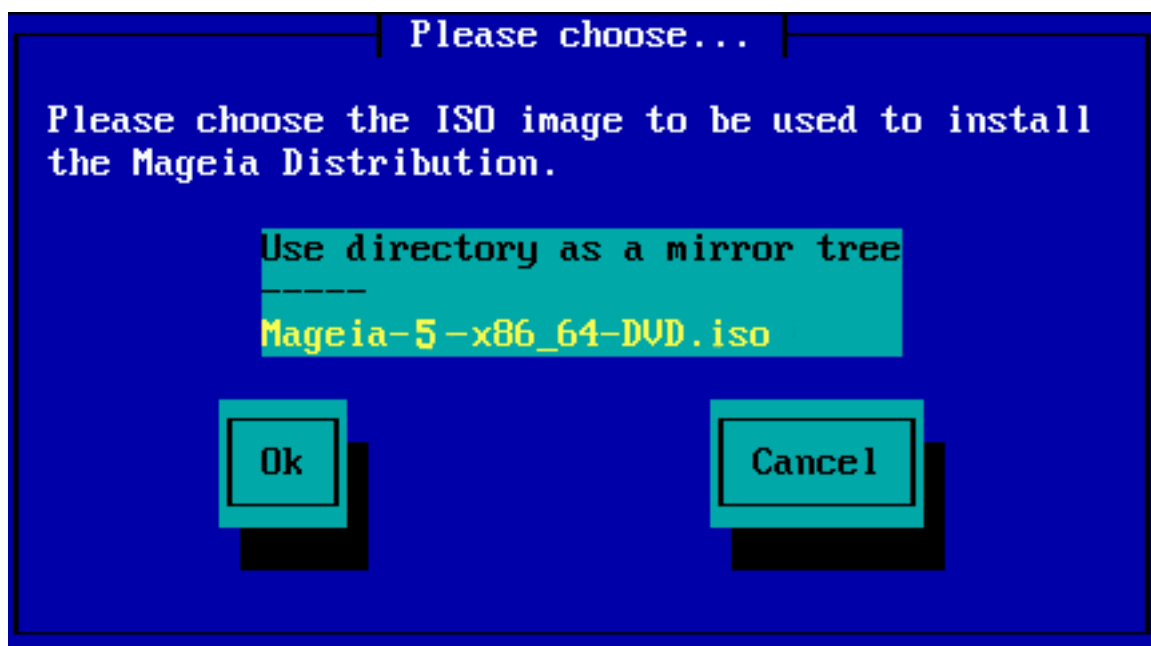 Please choose...
Please choose the ISO image to be used to install
the Mageia Distribution.
Use directory as a mirror tree
-----
Mageia-5-x86_64-DVD.iso
Ok
Cancel